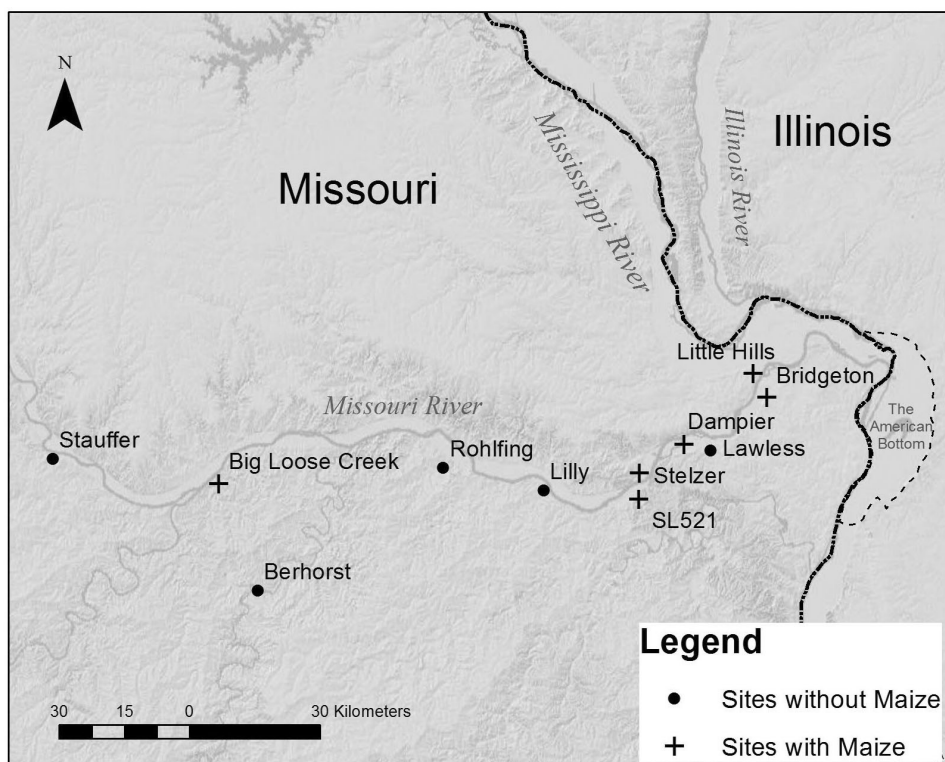 N
Missouri
Illinois
Mississippi River
Illinois River
Missouri River
Little Hills
Bridgeton
Dampier
Lawless
The
American
Bottom
Stauffer
Big Loose Creek
Rohlfing
Lilly
Stelzer
SL521
Berhorst
30 15 0 30 Kilometers
Legend
Sites without Maize
Sites with Maize